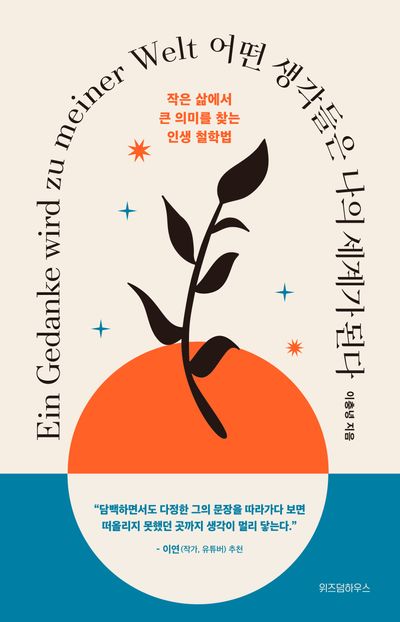 Ein Gedanke wird zu meiner Welt 어떤 생각들은 나의 세계가 된다
작은 삶에서
큰 의미를 찾는
인생 철학법
이충녕 지음
“담백하면서도 다정한 그의 문장을 따라가다 보면
떠올리지 못했던 곳까지 생각이 멀리 닿는다.”
- 이연(작가, 유튜버) 추천
위즈덤하우스